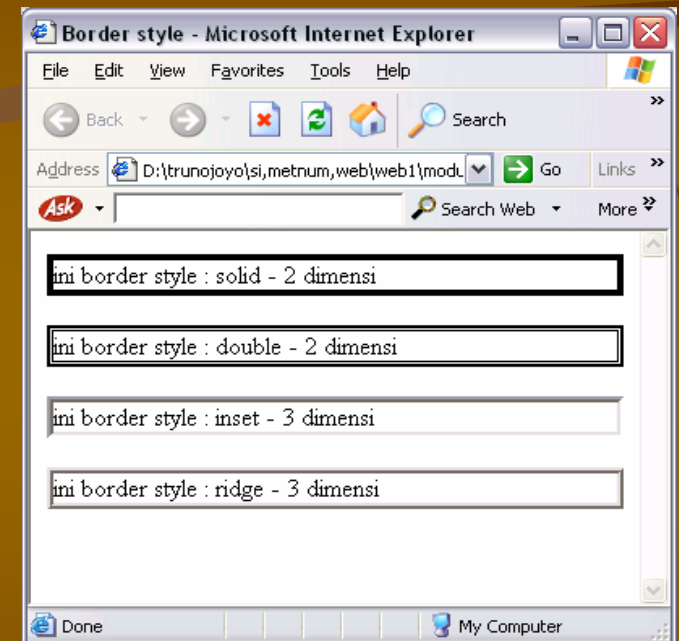 Border style - Microsoft Internet Explorer
File Edit View Favorites Tools Help
Back Search »
Address D:\trunojoyo\si,metnum,web\web1\modu Go Links »
Ask Search Web More »
ini border style : solid - 2 dimensi
ini border style : double - 2 dimensi
ini border style : inset - 3 dimensi
ini border style : ridge - 3 dimensi
Done My Computer